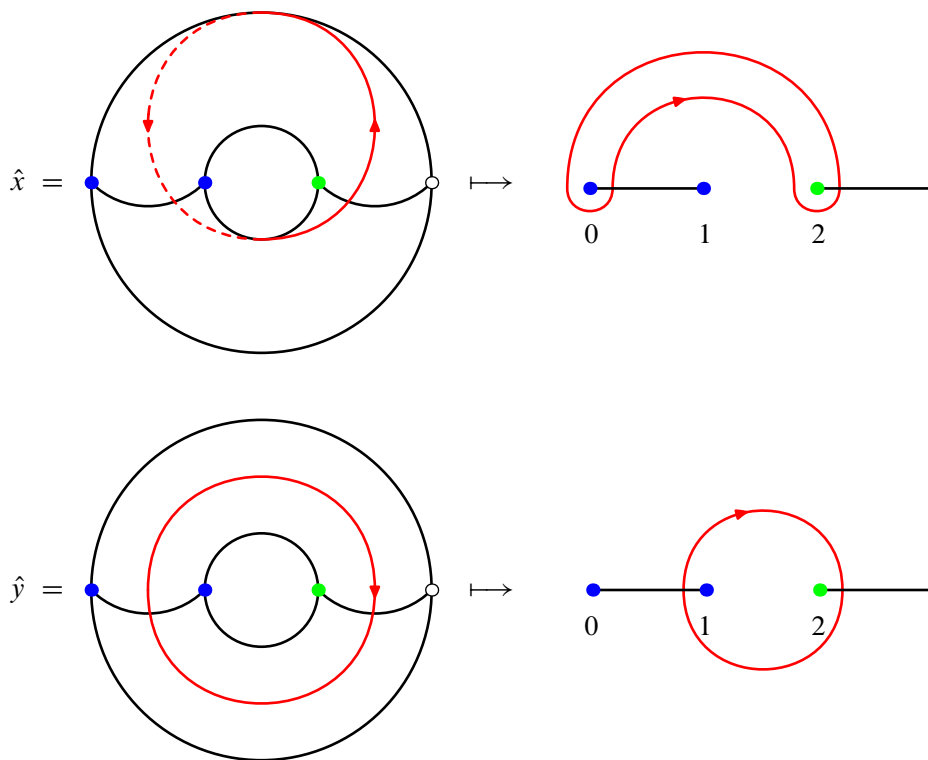 x̂ = ⟼
0 1 2
ŷ = ⟼
0 1 2